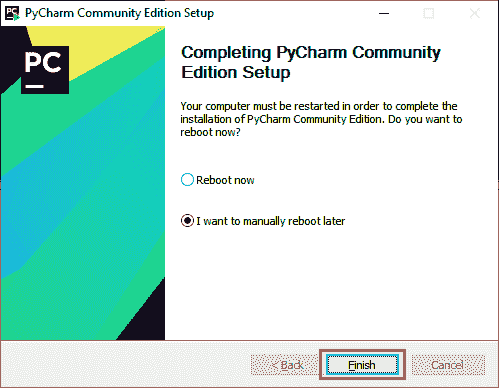 PyCharm Community Edition Setup
PC
Completing PyCharm Community
Edition Setup
Your computer must be restarted in order to complete the
installation of PyCharm Community Edition. Do you want to
reboot now?
Reboot now
I want to manually reboot later
< Back
Finish
Cancel